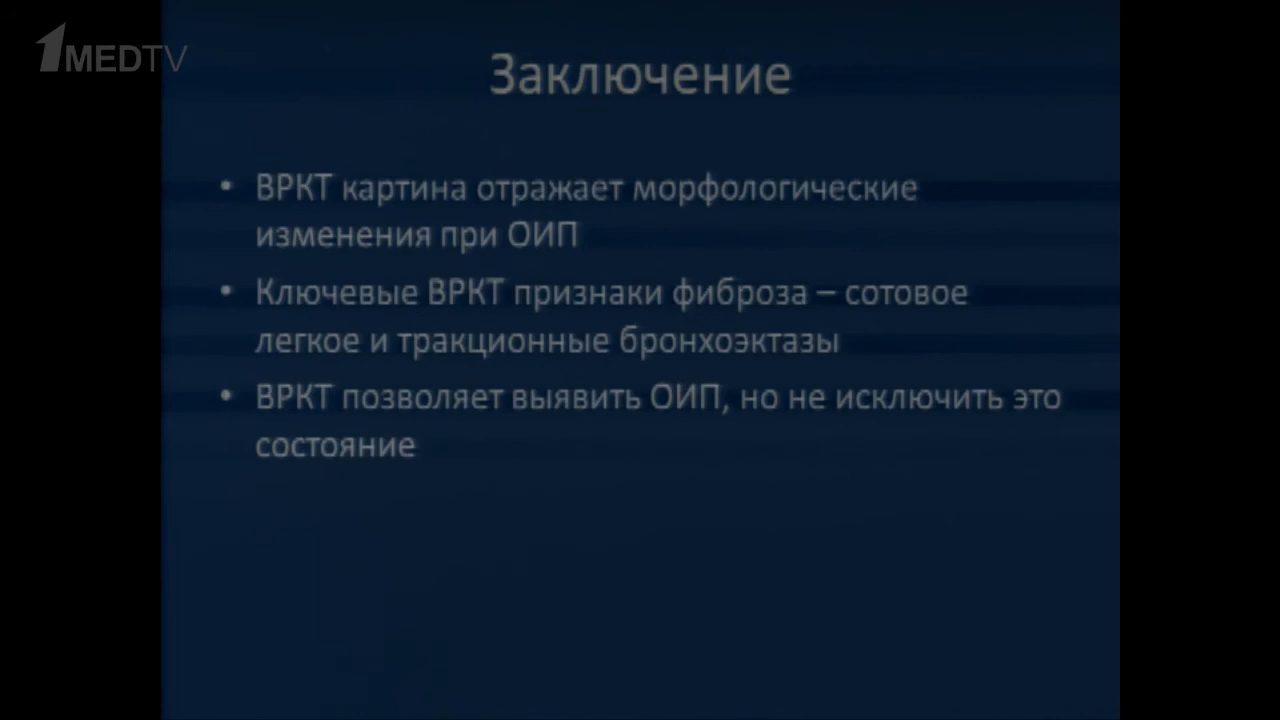 1MEDTV
Заключение
• ВРКТ картина отражает морфологические
изменения при ОИП
• Ключевые ВРКТ признаки фиброза – сотовое
легкое и тракционные бронхоэктазы
• ВРКТ позволяет выявить ОИП, но не исключить это
состояние